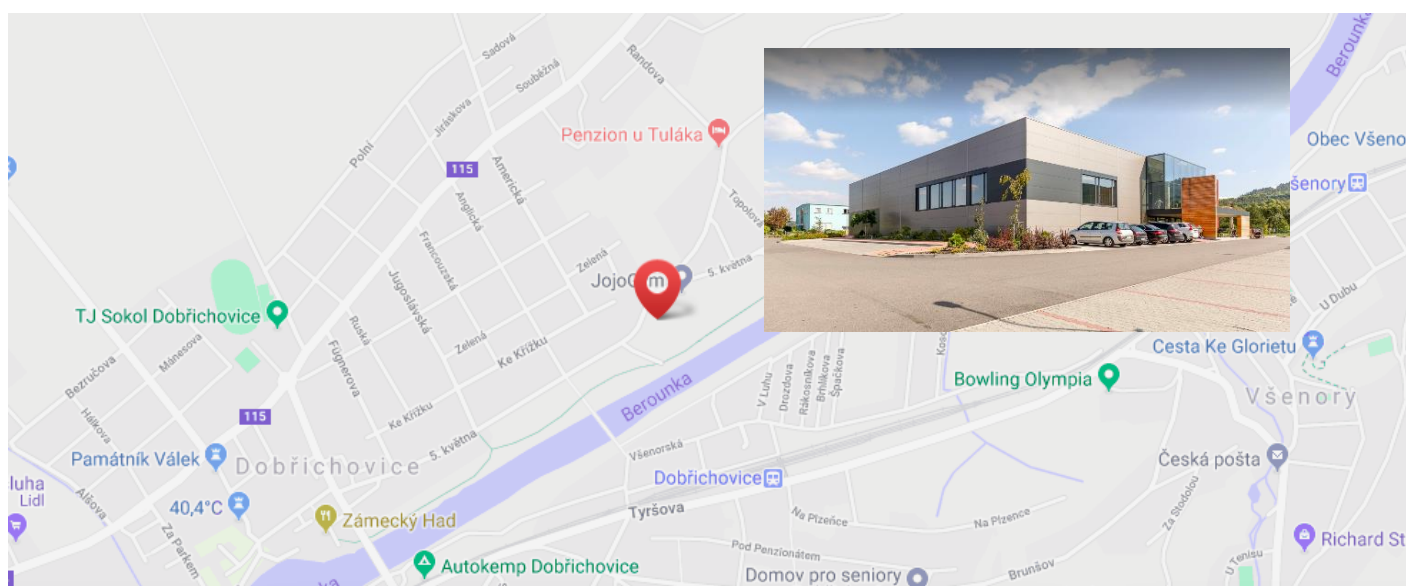 Sadová
Souběžná
Randova
Berounka
Jiráskova
Penzion u Tuláka
Obec Všeno
Polní
115
Americká
Anglická
Topolov
šenory
Francouzská
Zelená
5. května
Jugoslávská
TJ Sokol Dobřichovice
Ruská
U Dubu
Mánesova
Zelená
Ke Křížku
Fügnerova
Bezručova
Cesta Ke Glorietu
V Luhu
Drozdova
Rákosníkova
Brhlíkova
Špačkova
Bowling Olympia
Berounka
Všenory
Hálkova
115
Ke Křížku
5. května
Všenorská
Památník Válek
Dobřichovice
Česká pošta
Dobřichovice
luha
Lidl
Alšova
40,4°C
Zámecký Had
Tyršova
Na Plzeňce
Na Plzence
Za Stodolou
Za Parkem
Richard St
Pod Penzionátem
U Tenisu
Autokemp Dobřichovice
Domov pro seniory
Brunšov